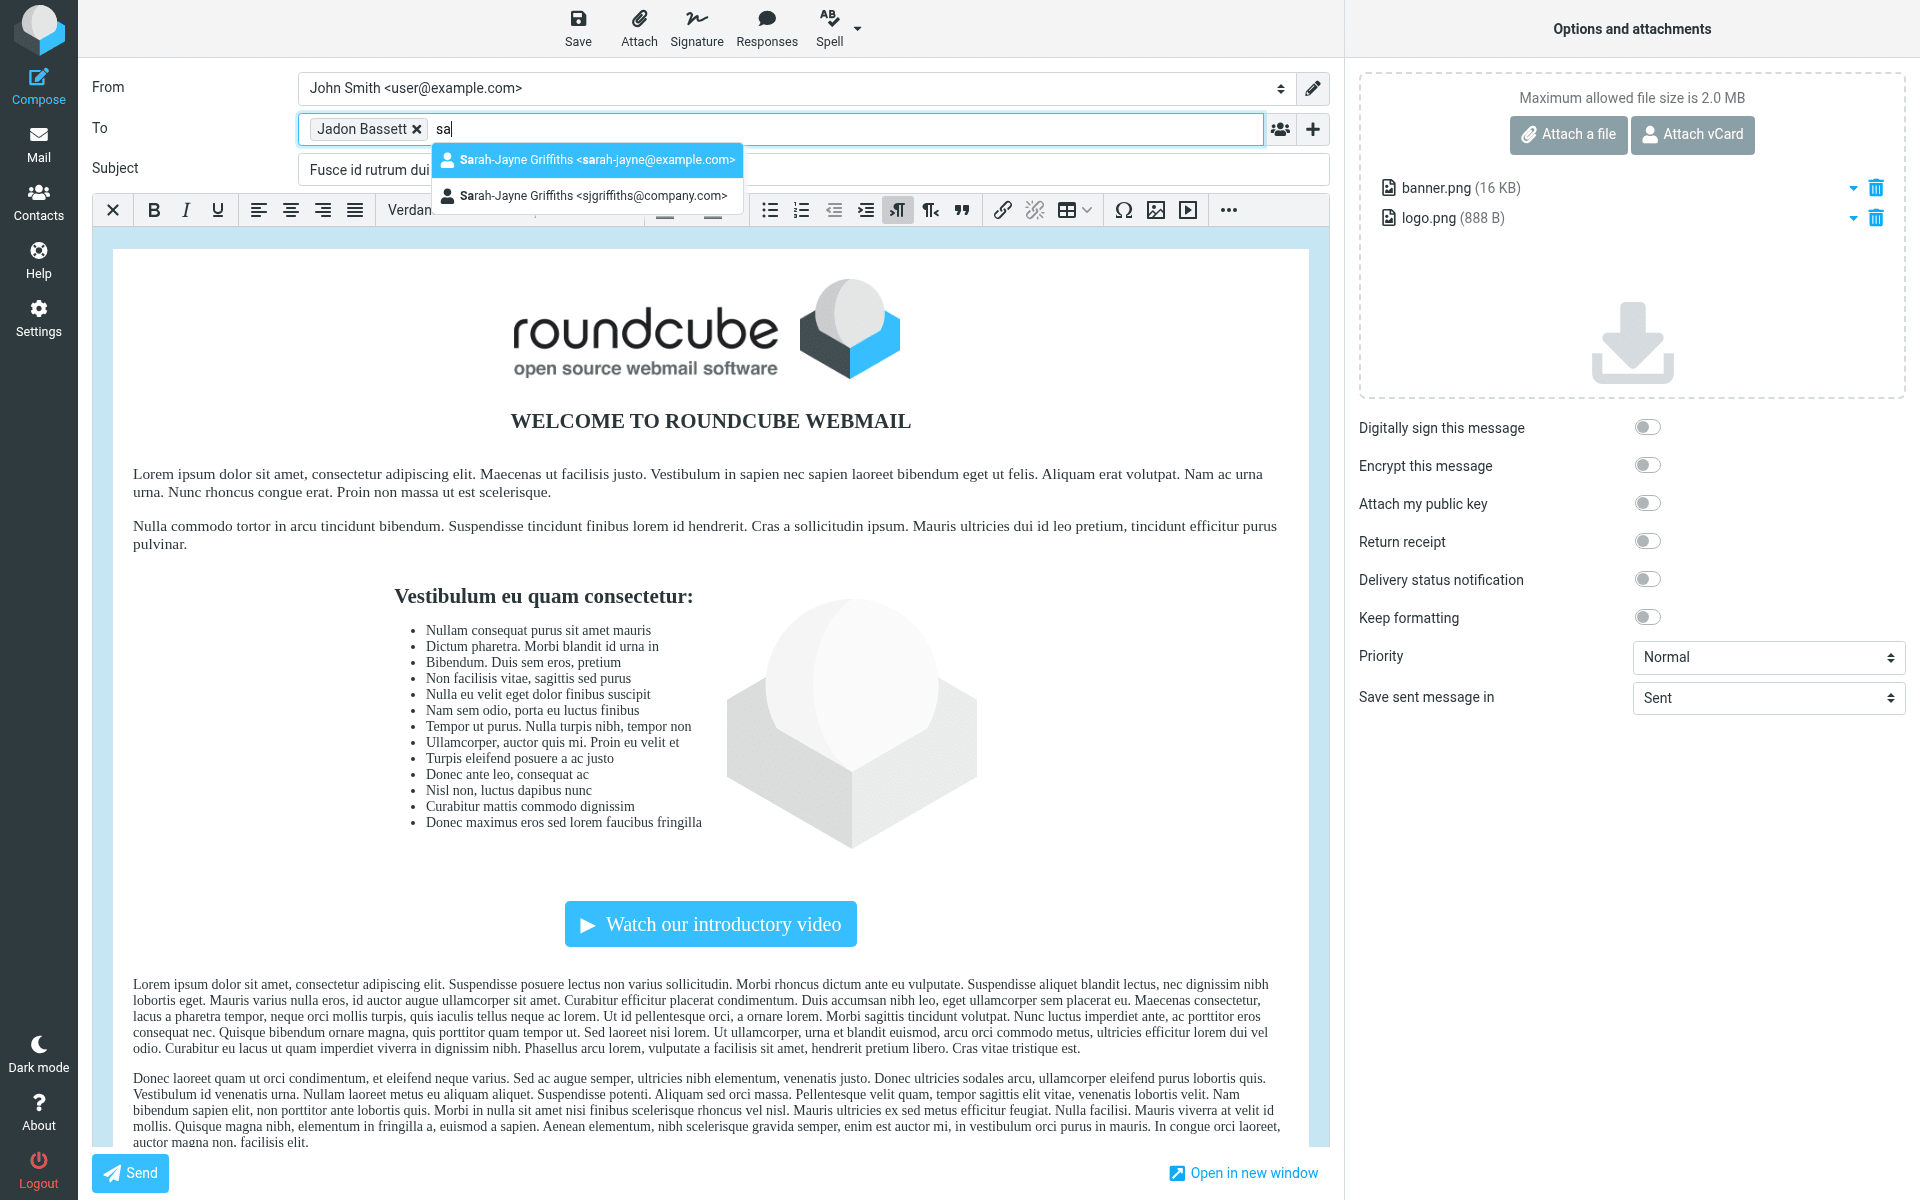 Compose
Mail
Contacts
Help
Settings
Dark mode
About
Logout
Save
Attach
Signature
Responses
Spell
From
John Smith <user@example.com>
To
Jadon Bassett
sa
Sarah-Jayne Griffiths <sarah-jayne@example.com>
Sarah-Jayne Griffiths <sjgriffiths@company.com>
Subject
Fusce id rutrum dui
roundcube
open source webmail software
WELCOME TO ROUNDCUBE WEBMAIL
Lorem ipsum dolor sit amet, consectetur adipiscing elit. Maecenas ut facilisis justo. Vestibulum in sapien nec sapien laoreet bibendum eget ut felis. Aliquam erat volutpat. Nam ac urna
urna. Nunc rhoncus congue erat. Proin non massa ut est scelerisque.
Nulla commodo tortor in arcu tincidunt bibendum. Suspendisse tincidunt finibus lorem id hendrerit. Cras a sollicitudin ipsum. Mauris ultricies dui id leo pretium, tincidunt efficitur purus
pulvinar.
Vestibulum eu quam consectetur:
Nullam consequat purus sit amet mauris
Dictum pharetra. Morbi blandit id urna in
Bibendum. Duis sem eros, pretium
Non facilisis vitae, sagittis sed purus
Nulla eu velit eget dolor finibus suscipit
Nam sem odio, porta eu luctus finibus
Tempor ut purus. Nulla turpis nibh, tempor non
Ullamcorper, auctor quis mi. Proin eu velit et
Turpis eleifend posuere a ac justo
Donec ante leo, consequat ac
Nisl non, luctus dapibus nunc
Curabitur mattis commodo dignissim
Donec maximus eros sed lorem faucibus fringilla
Watch our introductory video
Lorem ipsum dolor sit amet, consectetur adipiscing elit. Suspendisse posuere lectus non varius sollicitudin. Morbi rhoncus dictum ante eu vulputate. Suspendisse aliquet blandit lectus, nec dignissim nibh
lobortis eget. Mauris varius nulla eros, id auctor augue ullamcorper sit amet. Curabitur efficitur placerat condimentum. Duis accumsan nibh leo, eget ullamcorper sem placerat eu. Maecenas consectetur,
lacus a pharetra tempor, neque orci mollis turpis, quis iaculis tellus neque ac lorem. Ut id pellentesque orci, a ornare lorem. Morbi sagittis tincidunt volutpat. Nunc luctus imperdiet ante, ac porttitor eros
consequat nec. Quisque bibendum ornare magna, quis porttitor quam tempor ut. Sed laoreet nisi lorem. Ut ullamcorper, urna et blandit euismod, arcu orci commodo metus, ultricies efficitur lorem dui vel
odio. Curabitur eu lacus ut quam imperdiet viverra in dignissim nibh. Phasellus arcu lorem, vulputate a facilisis sit amet, hendrerit pretium libero. Cras vitae tristique est.
Donec laoreet quam ut orci condimentum, et eleifend neque varius. Sed ac augue semper, ultricies nibh elementum, venenatis justo. Donec ultricies sodales arcu, ullamcorper eleifend purus lobortis quis.
Vestibulum id venenatis urna. Nullam laoreet metus eu aliquam aliquet. Suspendisse potenti. Aliquam sed orci massa. Pellentesque velit quam, tempor sagittis elit vitae, venenatis lobortis velit. Nam
bibendum sapien elit, non porttitor ante lobortis quis. Morbi in nulla sit amet nisi finibus scelerisque rhoncus vel nisl. Mauris ultricies ex sed metus efficitur feugiat. Nulla facilisi. Mauris viverra at velit id
mollis. Quisque magna nibh, elementum in fringilla a, euismod a sapien. Aenean elementum, nibh scelerisque gravida semper, enim est auctor mi, in vestibulum orci purus in mauris. In congue orci laoreet,
auctor magna non, facilisis elit.
Send
Open in new window
Options and attachments
Maximum allowed file size is 2.0 MB
Attach a file
Attach vCard
banner.png (16 KB)
logo.png (888 B)
Digitally sign this message
Encrypt this message
Attach my public key
Return receipt
Delivery status notification
Keep formatting
Priority
Normal
Save sent message in
Sent